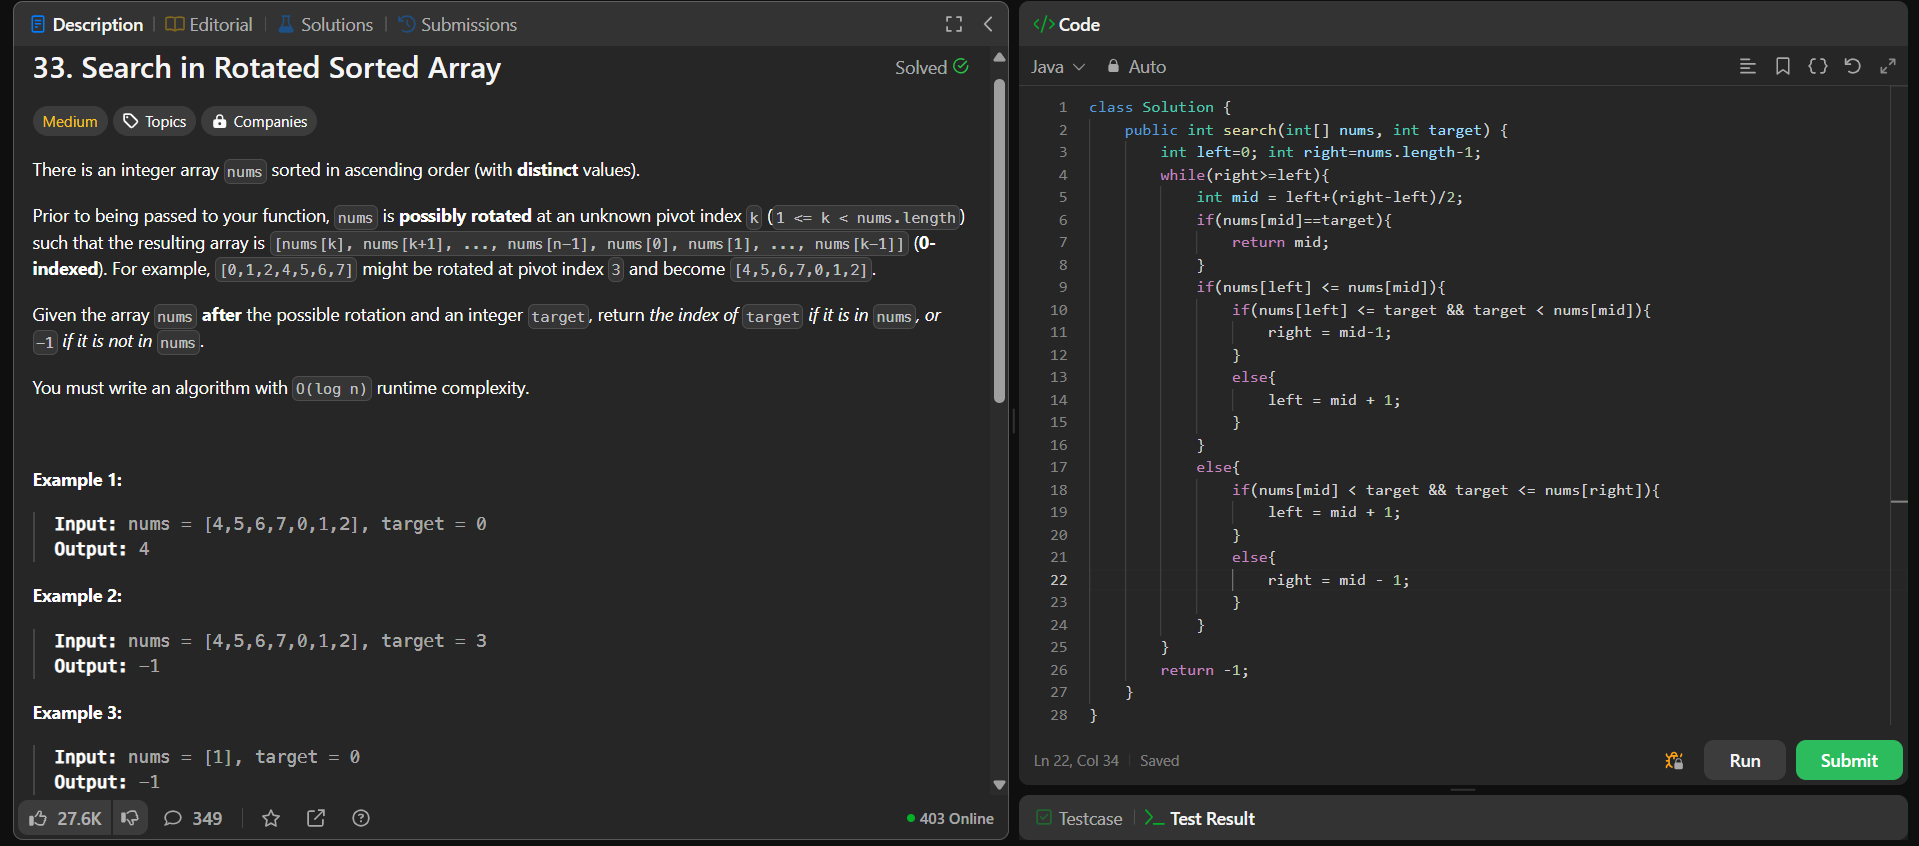 Description
Editorial
Solutions
Submissions
33. Search in Rotated Sorted Array
Solved
Medium
Topics
Companies
There is an integer array nums sorted in ascending order (with distinct values).
Prior to being passed to your function, nums is possibly rotated at an unknown pivot index k (1 <= k < nums.length)
such that the resulting array is [nums[k], nums[k+1], ..., nums[n-1], nums[0], nums[1], ..., nums[k-1]] (0-
indexed). For example, [0,1,2,4,5,6,7] might be rotated at pivot index 3 and become [4,5,6,7,0,1,2].
Given the array nums after the possible rotation and an integer target, return the index of target if it is in nums, or
-1 if it is not in nums.
You must write an algorithm with O(log n) runtime complexity.
Example 1:
Input: nums = [4,5,6,7,0,1,2], target = 0
Output: 4
Example 2:
Input: nums = [4,5,6,7,0,1,2], target = 3
Output: -1
Example 3:
Input: nums = [1], target = 0
Output: -1
27.6K
349
403 Online
</> Code
Java
Auto
1 class Solution {
2 public int search(int[] nums, int target) {
3 int left=0; int right=nums.length-1;
4 while(right>=left){
5 int mid = left+(right-left)/2;
6 if(nums[mid]==target){
7 return mid;
8 }
9 if(nums[left] <= nums[mid]){
10 if(nums[left] <= target && target < nums[mid]){
11 right = mid-1;
12 }
13 else{
14 left = mid + 1;
15 }
16 }
17 else{
18 if(nums[mid] < target && target <= nums[right]){
19 left = mid + 1;
20 }
21 else{
22 right = mid - 1;
23 }
24 }
25 }
26 return -1;
27 }
28 }
Ln 22, Col 34
Saved
Run
Submit
Testcase
Test Result